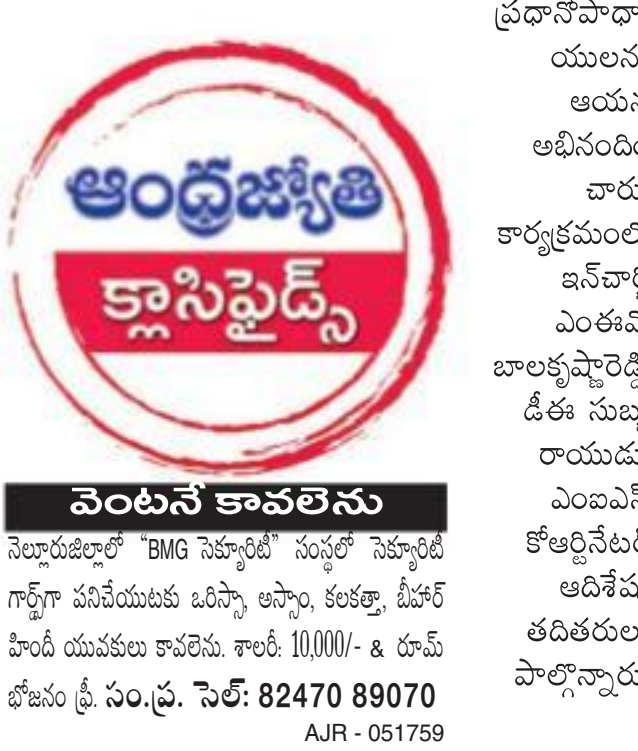 ఆంధ్రజ్యోతి
క్లాసిఫైడ్స్
వెంటనే కావలెను
నెల్లూరుజిల్లాలో “BMG సెక్యూరిటీ” సంస్థలో సెక్యూరిటీ
గార్డ్స్‌గా పనిచేయుటకు ఒరిస్సా, అస్సాం, కలకత్తా, బీహార్
హిందీ యువకులు కావలెను. శాలరీ: 10,000/- & రూమ్
భోజనం ఫ్రీ. సం.ప్ర. సెల్: 82470 89070
AJR - 051759
ప్రధానోపాధ్యా
యులను
ఆయన
అభినందిం
చారు.
కార్యక్రమంలో
ఇన్‌చార్జి
ఎంఈవో
బాలకృష్ణారెడ్డి
డీఈ సుబ్బ
రాయుడు
ఎంఐఎస్
కోఆర్డినేటర్
ఆదిశేషు
తదితరులు
పాల్గొన్నారు